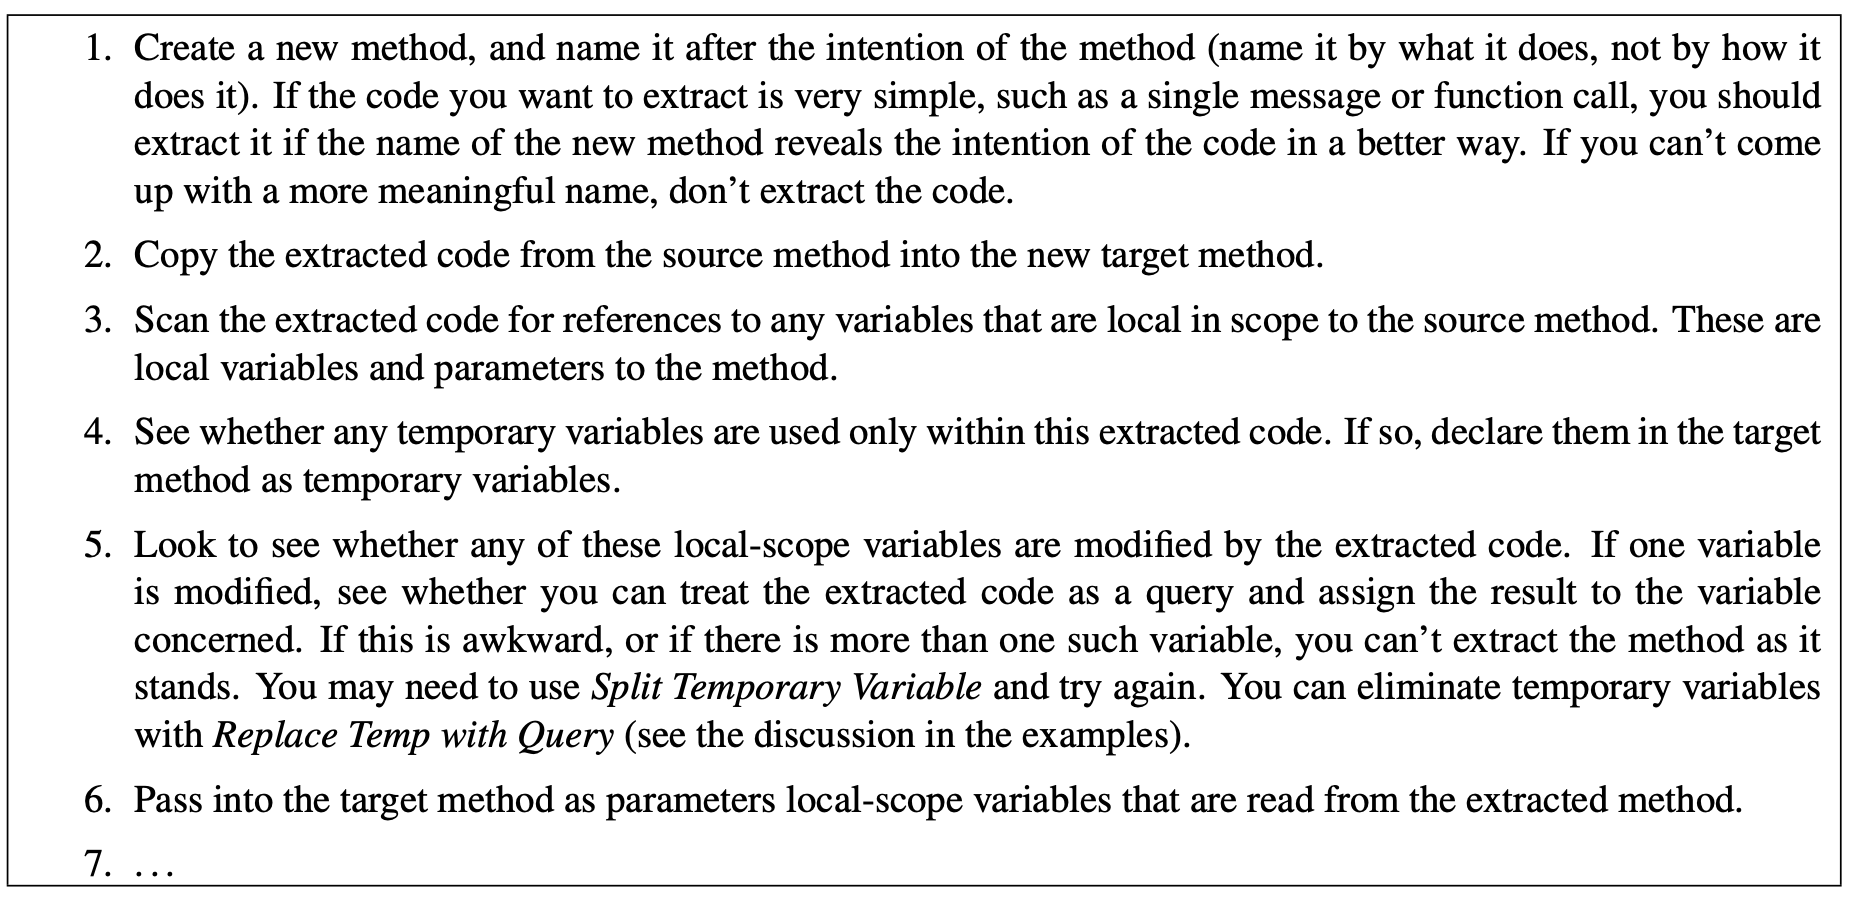 1. Create a new method, and name it after the intention of the method (name it by what it does, not by how it
does it). If the code you want to extract is very simple, such as a single message or function call, you should
extract it if the name of the new method reveals the intention of the code in a better way. If you can’t come
up with a more meaningful name, don’t extract the code.
2. Copy the extracted code from the source method into the new target method.
3. Scan the extracted code for references to any variables that are local in scope to the source method. These are
local variables and parameters to the method.
4. See whether any temporary variables are used only within this extracted code. If so, declare them in the target
method as temporary variables.
5. Look to see whether any of these local-scope variables are modified by the extracted code. If one variable
is modified, see whether you can treat the extracted code as a query and assign the result to the variable
concerned. If this is awkward, or if there is more than one such variable, you can’t extract the method as it
stands. You may need to use Split Temporary Variable and try again. You can eliminate temporary variables
with Replace Temp with Query (see the discussion in the examples).
6. Pass into the target method as parameters local-scope variables that are read from the extracted method.
7. ...